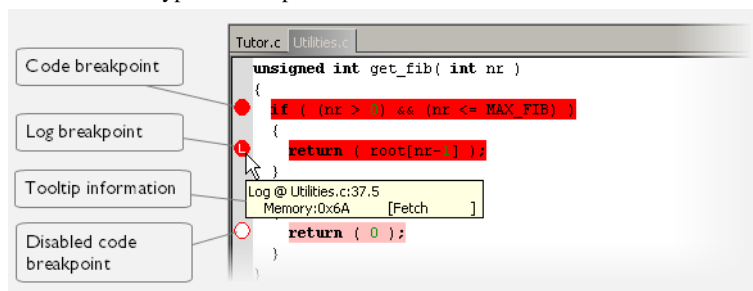 Tutor.c Utilities.c
Code breakpoint
Log breakpoint
Tooltip information
Disabled code
breakpoint
unsigned int get_fib( int nr )
{
if ( (nr > 0) && (nr <= MAX_FIB) )
{
return ( root[nr-1] );
}
Log @ Utilities.c:37.5
Memory:0x6A [Fetch ]
return ( 0 );
}
}